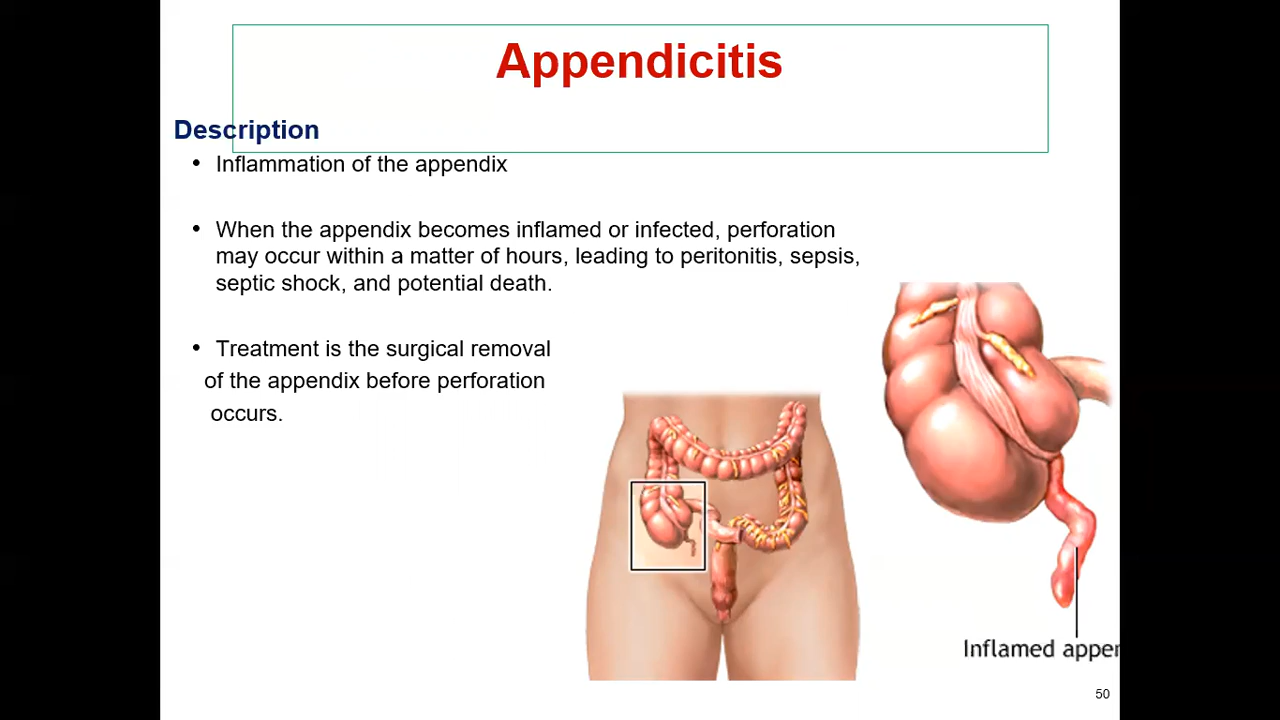 Appendicitis
Description
• Inflammation of the appendix
• When the appendix becomes inflamed or infected, perforation
may occur within a matter of hours, leading to peritonitis, sepsis,
septic shock, and potential death.
• Treatment is the surgical removal
of the appendix before perforation
occurs.
Inflamed appen
50